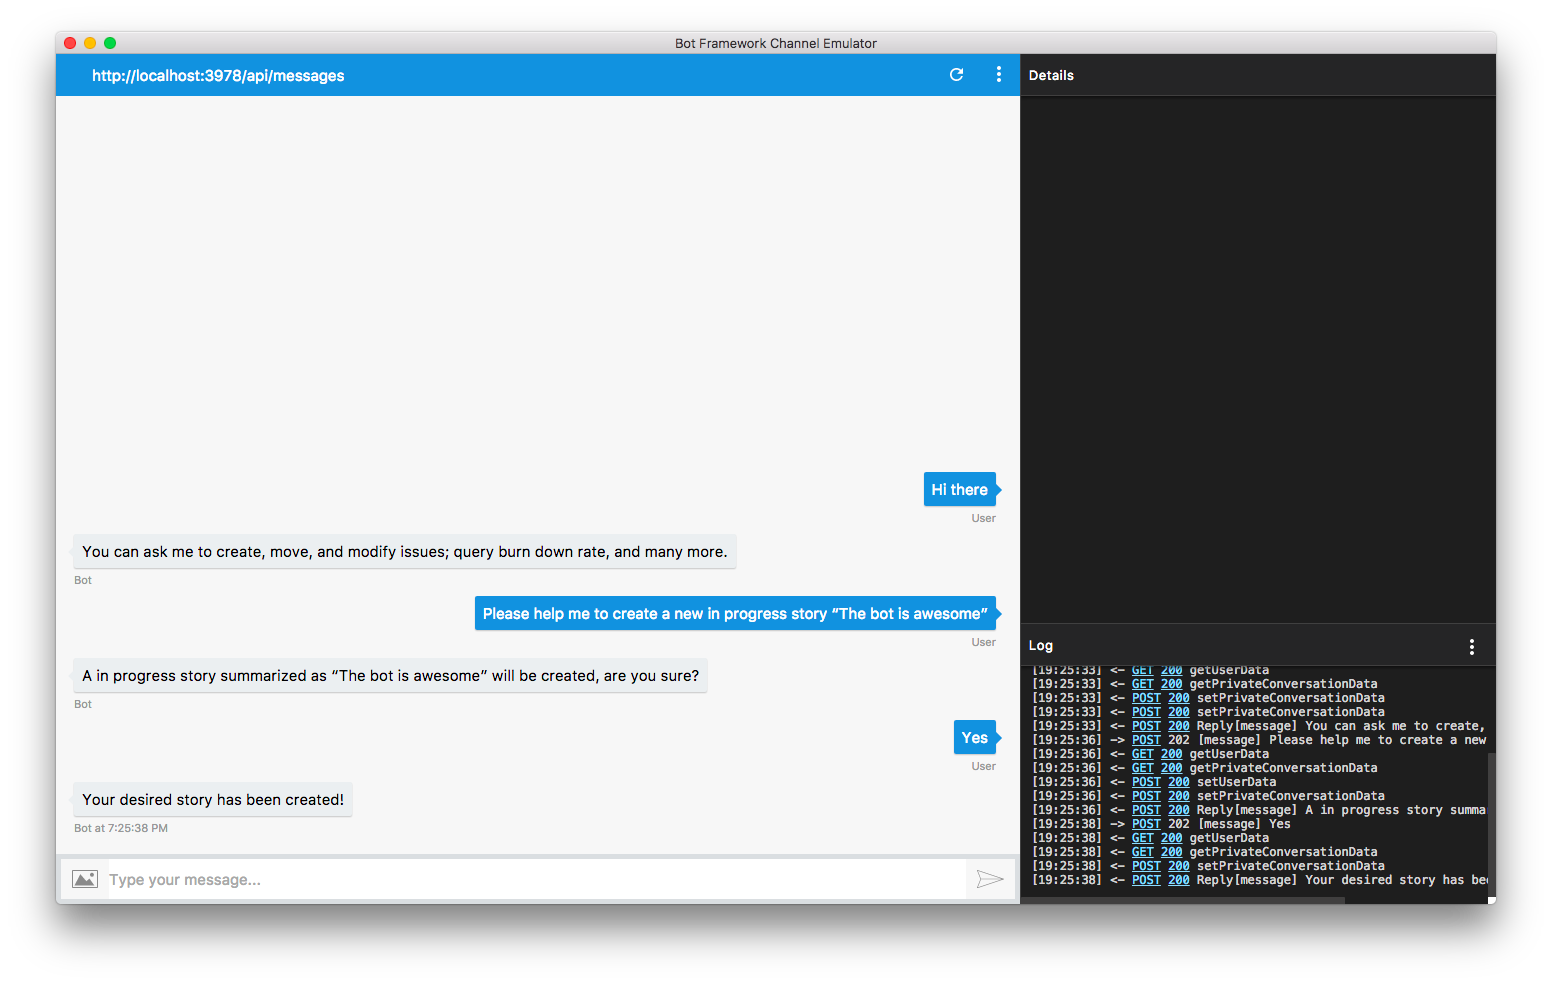 Bot Framework Channel Emulator
http://localhost:3978/api/messages
Hi there
User
You can ask me to create, move, and modify issues; query burn down rate, and many more.
Bot
Please help me to create a new in progress story “The bot is awesome”
User
A in progress story summarized as “The bot is awesome” will be created, are you sure?
Bot
Yes
User
Your desired story has been created!
Bot at 7:25:38 PM
Type your message...
Details
Log
[19:25:33] <- GET 200 getUserData
[19:25:33] <- GET 200 getPrivateConversationData
[19:25:33] <- POST 200 setPrivateConversationData
[19:25:33] <- POST 200 setPrivateConversationData
[19:25:33] <- POST 200 Reply[message] You can ask me to create,
[19:25:36] -> POST 202 [message] Please help me to create a new
[19:25:36] <- GET 200 getUserData
[19:25:36] <- GET 200 getPrivateConversationData
[19:25:36] <- POST 200 setUserData
[19:25:36] <- POST 200 setPrivateConversationData
[19:25:36] <- POST 200 Reply[message] A in progress story summa
[19:25:38] -> POST 202 [message] Yes
[19:25:38] <- GET 200 getUserData
[19:25:38] <- GET 200 getPrivateConversationData
[19:25:38] <- POST 200 setPrivateConversationData
[19:25:38] <- POST 200 Reply[message] Your desired story has bee